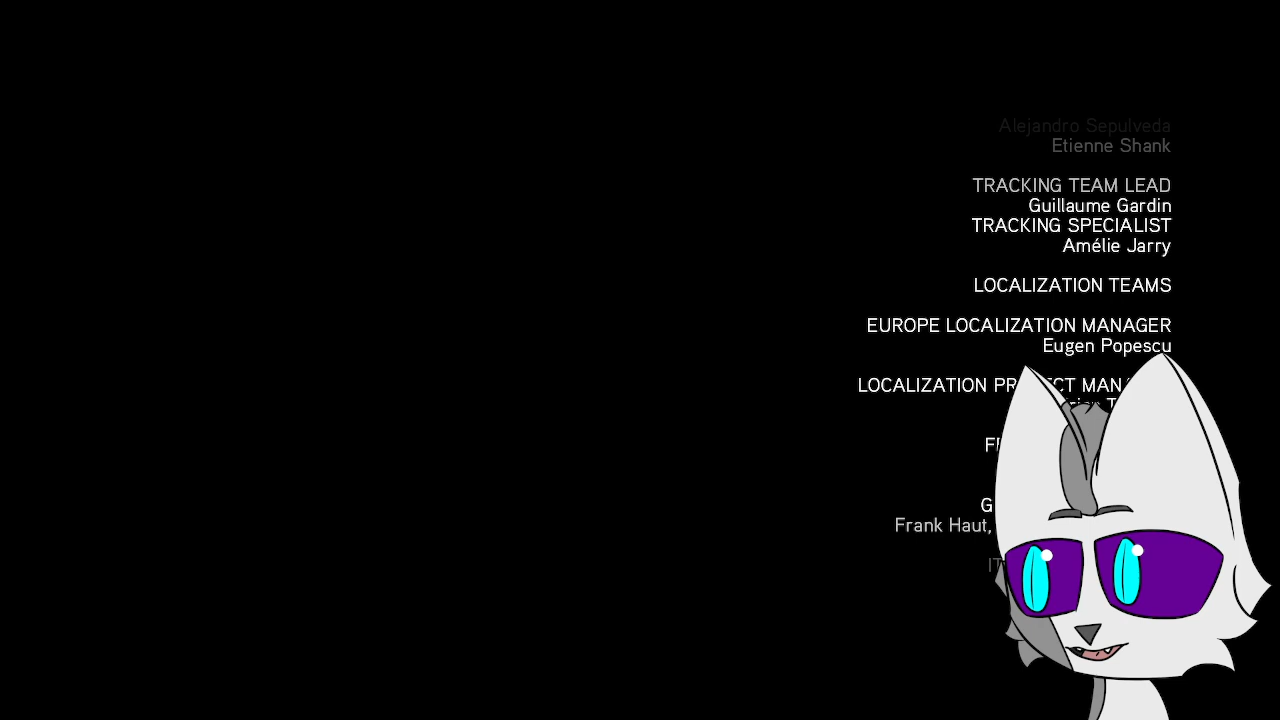 Alejandro Sepulveda
Etienne Shank
TRACKING TEAM LEAD
Guillaume Gardin
TRACKING SPECIALIST
Amélie Jarry
LOCALIZATION TEAMS
EUROPE LOCALIZATION MANAGER
Eugen Popescu
LOCALIZATION
Frank Haut,